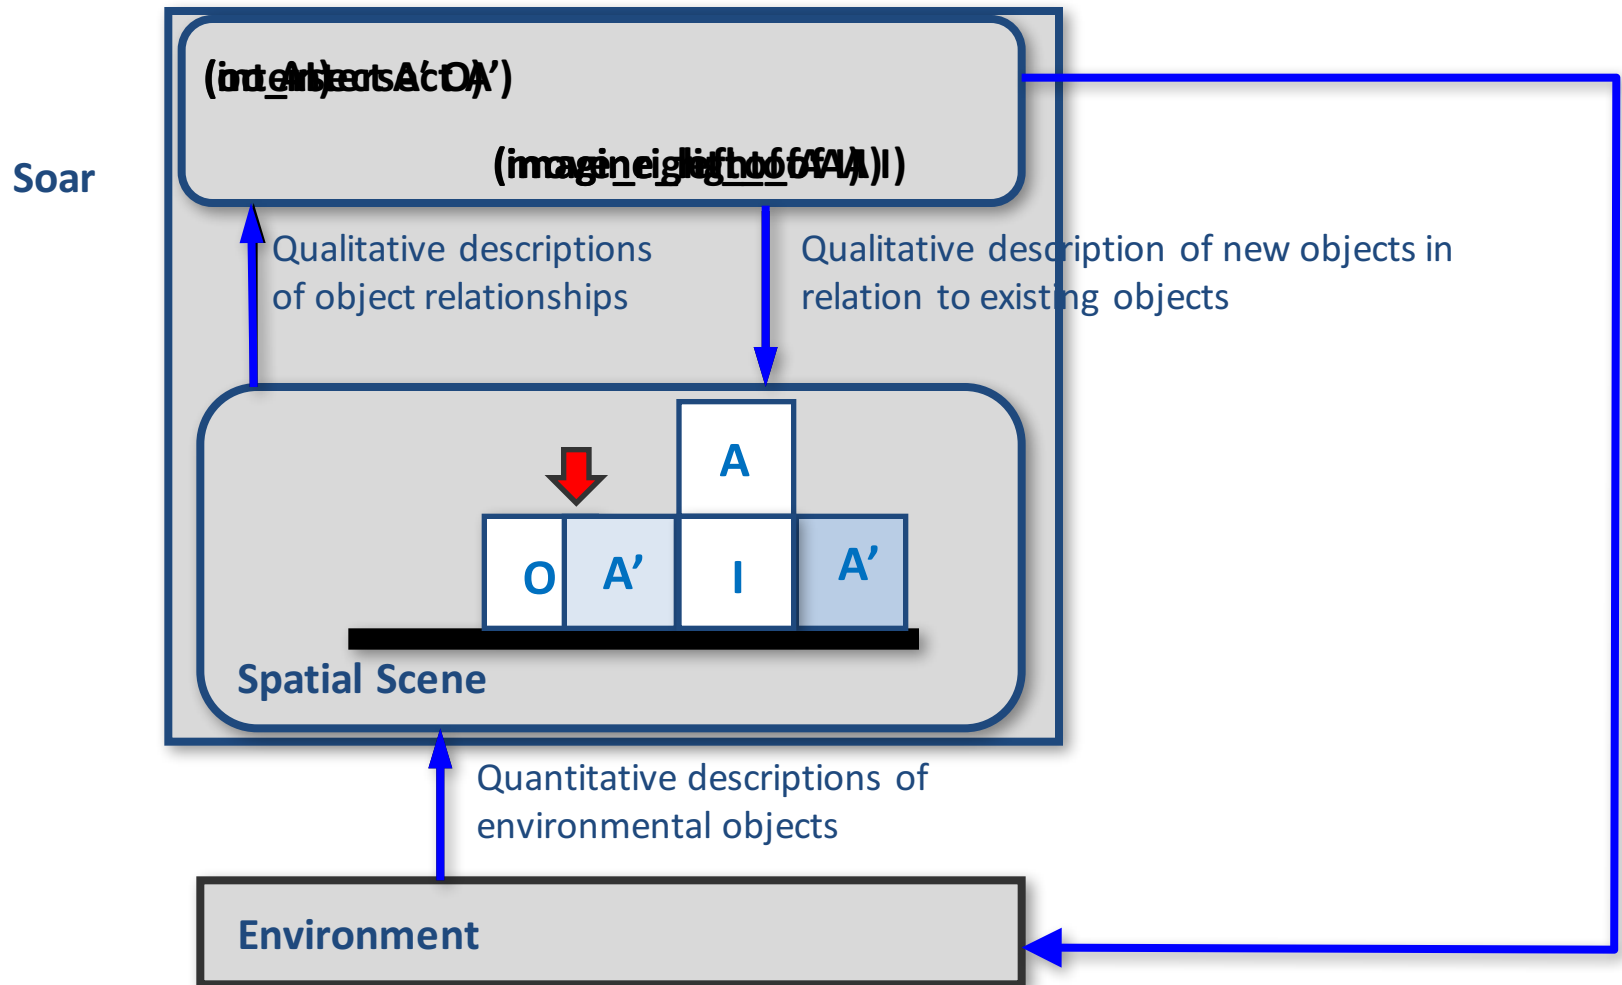 Soar
Qualitative descriptions
of object relationships
Qualitative description of new objects in
relation to existing objects
A
O
A’
I
A’
Spatial Scene
Quantitative descriptions of
environmental objects
Environment